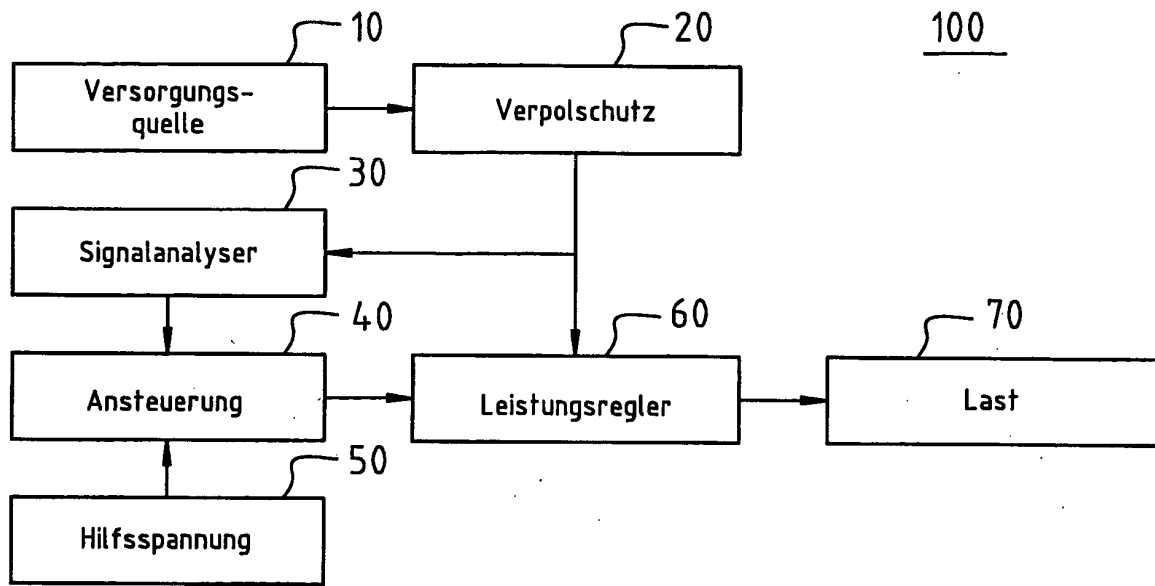 10
20
100
Versorgungs-
quelle
Verpolschutz
30
Signalanalyser
40
60
70
Ansteuerung
Leistungsregler
Last
50
Hilfsspannung